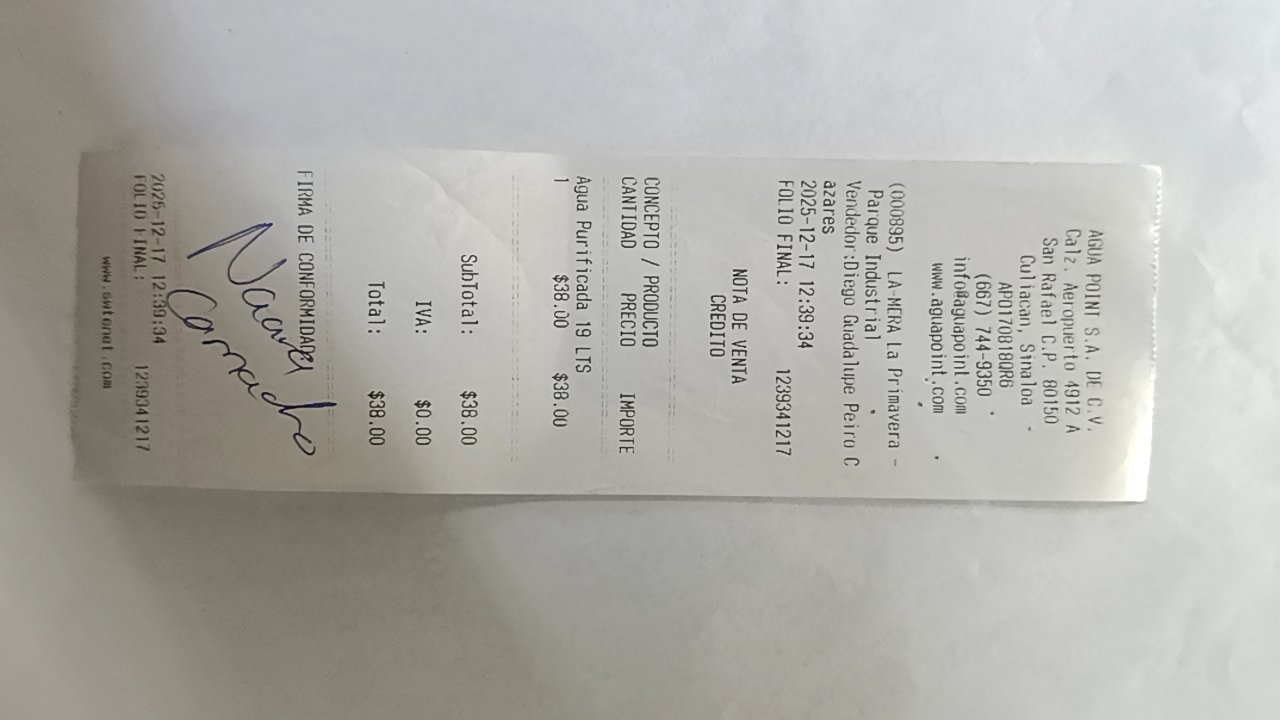 AGUA POINT S.A. DE C.V.
Calz. Aeropuerto 4912 A
San Rafael C.P. 80150
Culiacan, Sinaloa
APO170818QR6
(667) 744-9350
info@aguapoint.com
www.aguapoint.com
(000895) LA-MERA La Primavera -
Parque Industrial
Vendedor:Diego Guadalupe Peiro C
azares
2025-12-17 12:39:34
FOLIO FINAL: 1239341217
NOTA DE VENTA
CREDITO
CONCEPTO / PRODUCTO
CANTIDAD PRECIO IMPORTE
Agua Purificada 19 LTS
1 $38.00 $38.00
SubTotal: $38.00
IVA: $0.00
Total: $38.00
FIRMA DE CONFORMIDAD
Camacho
2025-12-17 12:39:34
FOLIO FINAL: 1239341217
www.swtonet.com